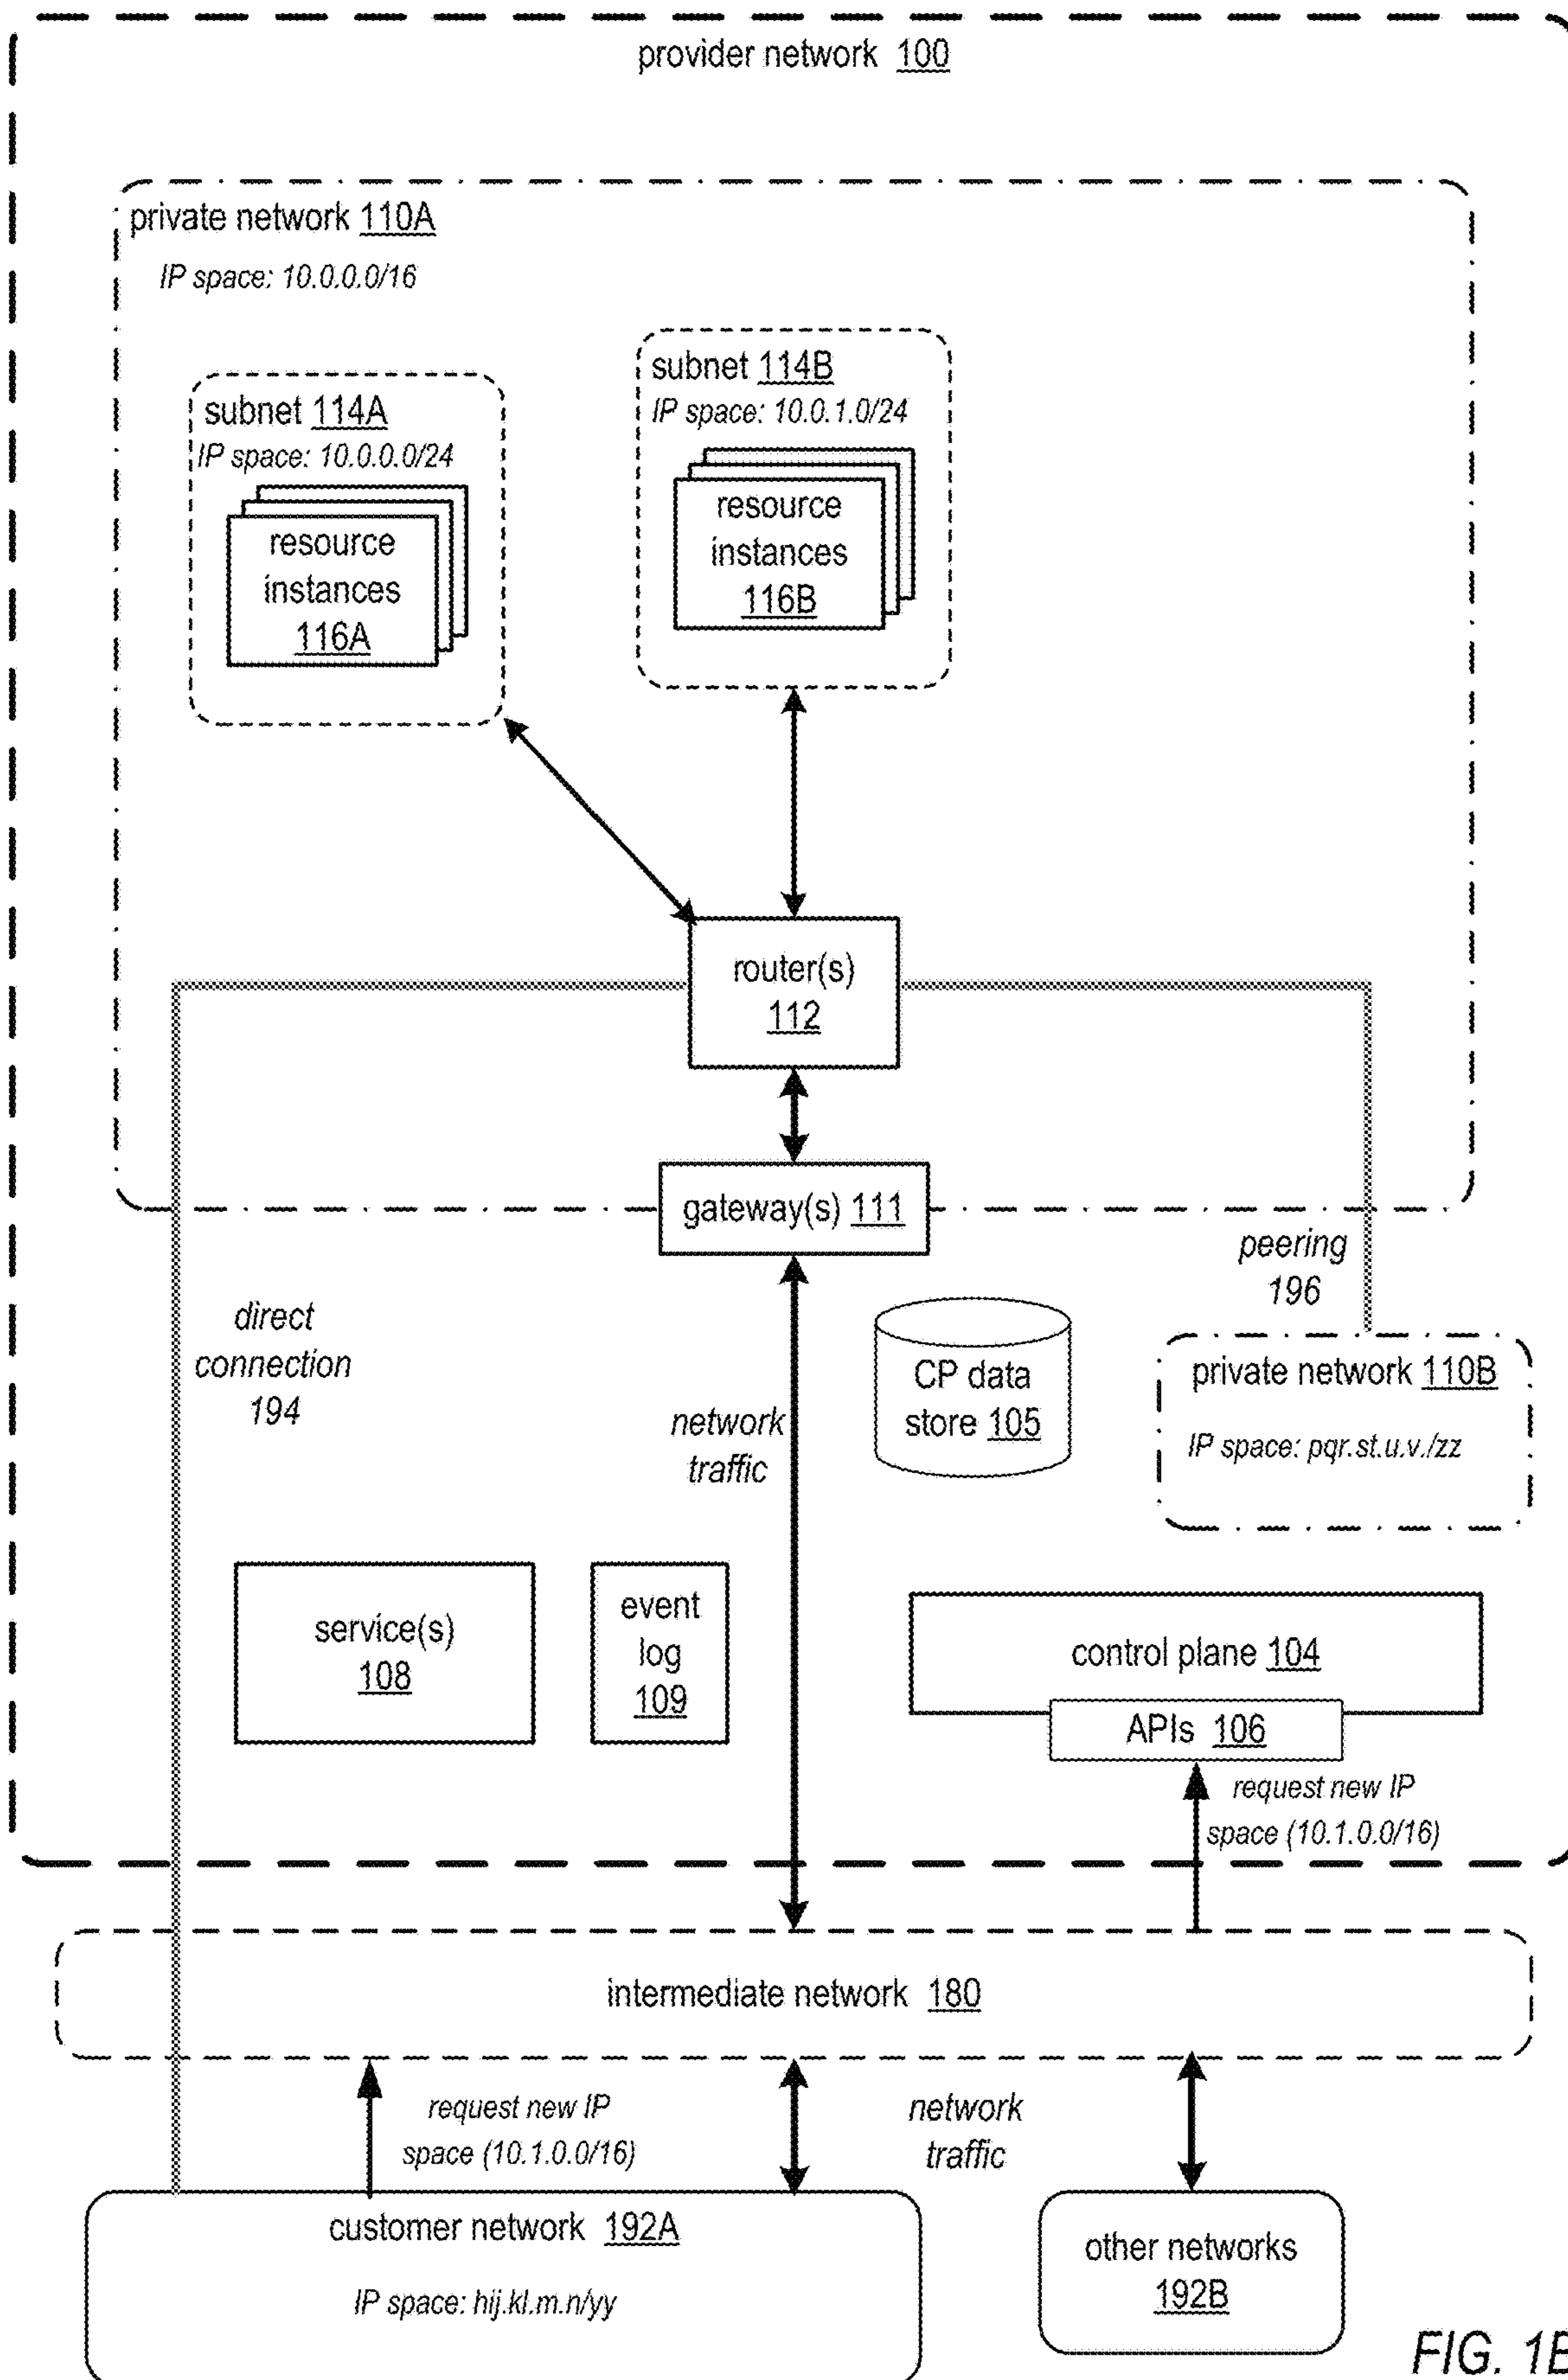 provider network 100
private network 110A
IP space: 10.0.0.0/16
subnet 114A
IP space: 10.0.0.0/24
resource
instances
116A
subnet 114B
IP space: 10.0.1.0/24
resource
instances
116B
router(s)
112
gateway(s) 111
direct
connection
194
network
traffic
CP data
store 105
peering
196
private network 110B
IP space: pqr.st.u.v./zz
service(s)
108
event
log
109
control plane 104
APIs 106
request new IP
space (10.1.0.0/16)
intermediate network 180
request new IP
space (10.1.0.0/16)
network
traffic
customer network 192A
IP space: hij.kl.m.n/yy
other networks
192B
FIG. 1B